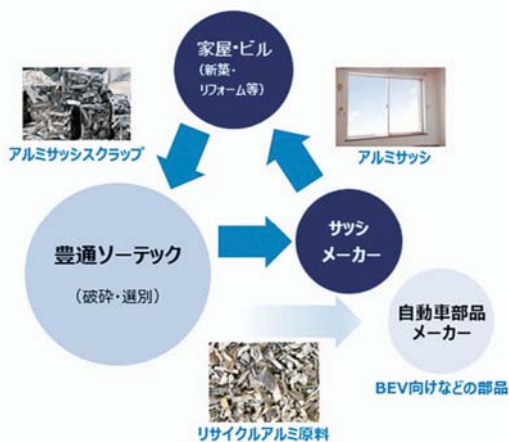 家屋・ビル
(新築・
リフォーム等)
アルミサッシスクラップ
アルミサッシ
豊通ソーテック
(破砕・選別)
サッシ
メーカー
自動車部品
メーカー
BEV向けなどの部品
リサイクルアルミ原料